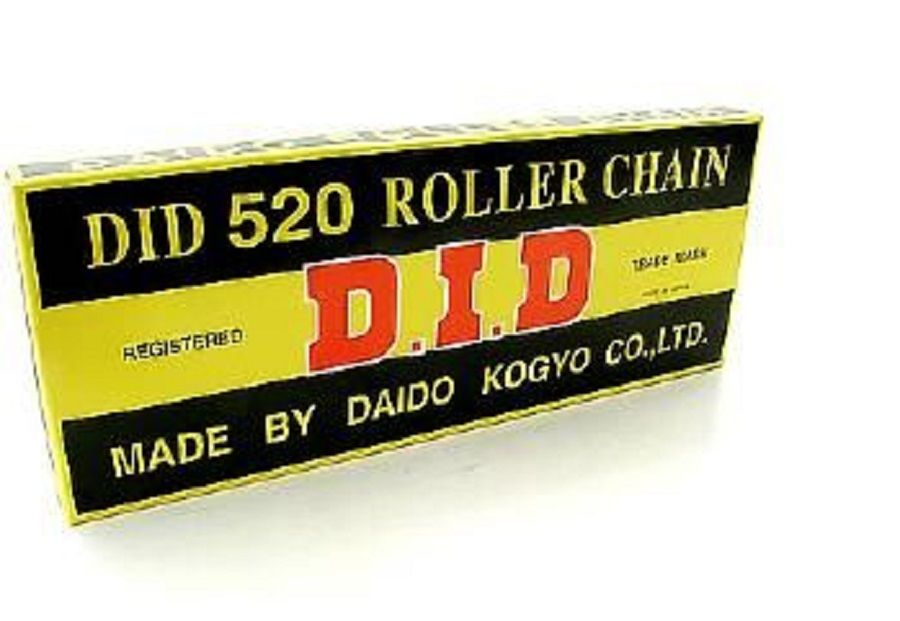 DID 520 ROLLER CHAIN
REGISTERED D.I.D TRADE MARK
MADE BY DAIDO KOGYO CO.,LTD.